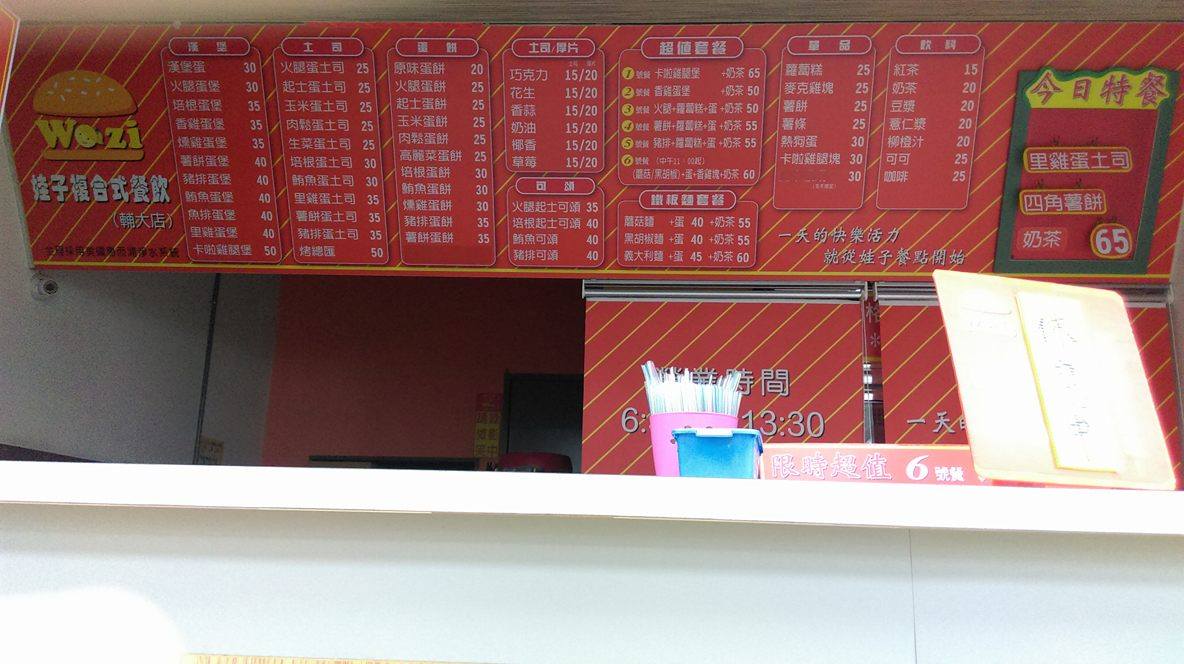 Wozi
娃子複合式餐飲
(輔大店)
漢堡
漢堡蛋 30
火腿蛋堡 30
培根蛋堡 35
香雞蛋堡 35
燻雞蛋堡 35
薯餅蛋堡 40
豬排蛋堡 40
鮪魚蛋堡 40
魚排蛋堡 40
里雞蛋堡 40
卡啦雞腿堡 50
土司
火腿蛋土司 25
起士蛋土司 25
玉米蛋土司 25
肉鬆蛋土司 25
生菜蛋土司 25
培根蛋土司 30
鮪魚蛋土司 30
里雞蛋土司 35
薯餅蛋土司 35
豬排蛋土司 35
烤總匯 50
蛋餅
原味蛋餅 20
火腿蛋餅 25
起士蛋餅 25
玉米蛋餅 25
肉鬆蛋餅 25
高麗菜蛋餅 25
培根蛋餅 30
鮪魚蛋餅 30
燻雞蛋餅 30
豬排蛋餅 35
薯餅蛋餅 35
土司/厚片
巧克力 15/20
花生 15/20
香蒜 15/20
奶油 15/20
椰香 15/20
草莓 15/20
可頌
火腿起士可頌 35
培根起士可頌 40
鮪魚可頌 40
豬排可頌 40
超值套餐
1 號餐 卡啦雞腿堡 +奶茶 65
2 號餐 香雞蛋堡 +奶茶 50
3 號餐 火腿+蘿蔔糕+蛋 +奶茶 50
4 號餐 薯餅+蘿蔔糕+蛋 +奶茶 55
5 號餐 豬排+蘿蔔糕+蛋 +奶茶 55
6 號餐 (中午11:00起)
(蘑菇/黑胡椒)+蛋+香雞塊+奶茶 60
鐵板麵套餐
蘑菇麵 +蛋 40 +奶茶 55
黑胡椒麵 +蛋 40 +奶茶 55
義大利麵 +蛋 45 +奶茶 60
單品
蘿蔔糕 25
麥克雞塊 25
薯餅 25
薯條 25
熱狗蛋 30
卡啦雞腿塊 30
30
飲料
紅茶 15
奶茶 20
豆漿 20
薏仁漿 20
柳橙汁 20
可可 25
咖啡 25
一天的快樂活力
就從娃子餐點開始
今日特餐
里雞蛋土司
四角薯餅
奶茶 65
營業時間
6: 13:30
一天的
限時超值 6 號餐